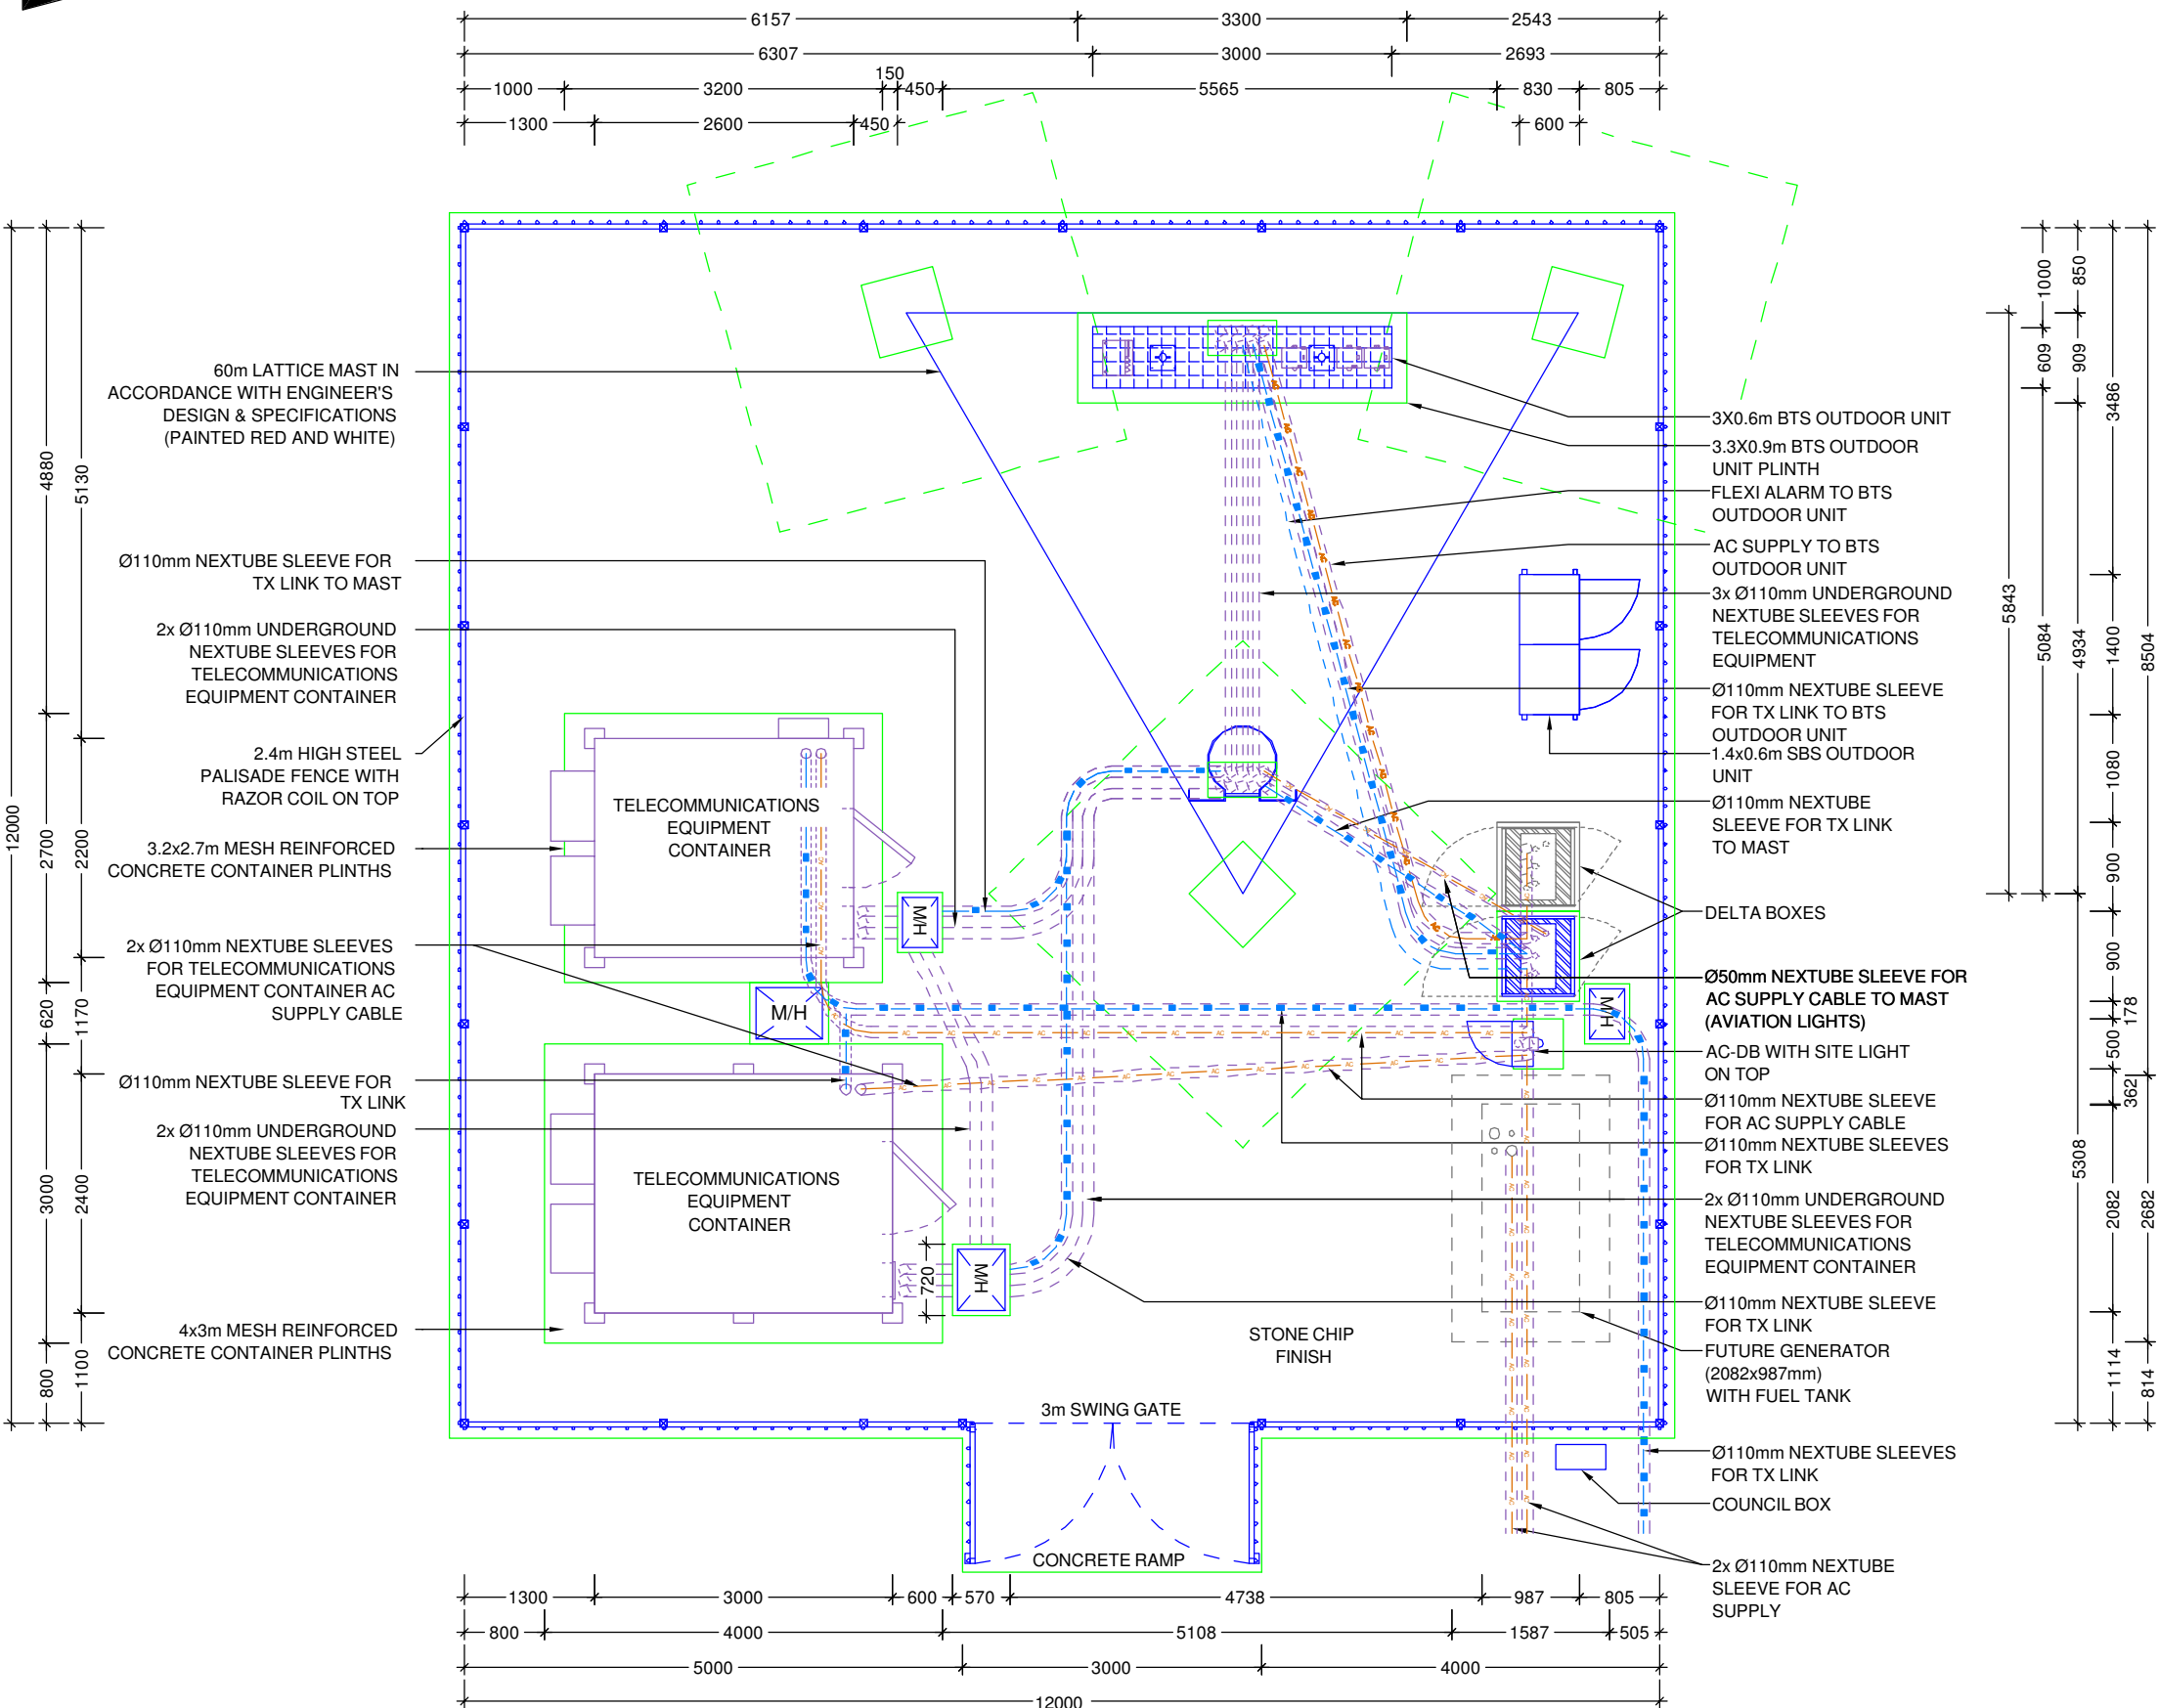 6157
3300
2543
6307
3000
2693
150
1000
3200
450
5565
830
805
1300
2600
450
600
12000
4880
5130
2700
2200
620
1170
3000
2400
800
1100
60m LATTICE MAST IN
ACCORDANCE WITH ENGINEER'S
DESIGN & SPECIFICATIONS
(PAINTED RED AND WHITE)
Ø110mm NEXTUBE SLEEVE FOR
TX LINK TO MAST
2x Ø110mm UNDERGROUND
NEXTUBE SLEEVES FOR
TELECOMMUNICATIONS
EQUIPMENT CONTAINER
2.4m HIGH STEEL
PALISADE FENCE WITH
RAZOR COIL ON TOP
3.2x2.7m MESH REINFORCED
CONCRETE CONTAINER PLINTHS
2x Ø110mm NEXTUBE SLEEVES
FOR TELECOMMUNICATIONS
EQUIPMENT CONTAINER AC
SUPPLY CABLE
Ø110mm NEXTUBE SLEEVE FOR
TX LINK
2x Ø110mm UNDERGROUND
NEXTUBE SLEEVES FOR
TELECOMMUNICATIONS
EQUIPMENT CONTAINER
4x3m MESH REINFORCED
CONCRETE CONTAINER PLINTHS
TELECOMMUNICATIONS
EQUIPMENT
CONTAINER
M/H
M/H
M/H
TELECOMMUNICATIONS
EQUIPMENT
CONTAINER
720
M/H
STONE CHIP
FINISH
3m SWING GATE
CONCRETE RAMP
3X0.6m BTS OUTDOOR UNIT
3.3X0.9m BTS OUTDOOR
UNIT PLINTH
FLEXI ALARM TO BTS
OUTDOOR UNIT
AC SUPPLY TO BTS
OUTDOOR UNIT
3x Ø110mm UNDERGROUND
NEXTUBE SLEEVES FOR
TELECOMMUNICATIONS
EQUIPMENT
Ø110mm NEXTUBE SLEEVE
FOR TX LINK TO BTS
OUTDOOR UNIT
1.4x0.6m SBS OUTDOOR
UNIT
Ø110mm NEXTUBE
SLEEVE FOR TX LINK
TO MAST
DELTA BOXES
Ø50mm NEXTUBE SLEEVE FOR
AC SUPPLY CABLE TO MAST
(AVIATION LIGHTS)
AC-DB WITH SITE LIGHT
ON TOP
Ø110mm NEXTUBE SLEEVE
FOR AC SUPPLY CABLE
Ø110mm NEXTUBE SLEEVES
FOR TX LINK
2x Ø110mm UNDERGROUND
NEXTUBE SLEEVES FOR
TELECOMMUNICATIONS
EQUIPMENT CONTAINER
Ø110mm NEXTUBE SLEEVE
FOR TX LINK
FUTURE GENERATOR
(2082x987mm)
WITH FUEL TANK
Ø110mm NEXTUBE SLEEVES
FOR TX LINK
COUNCIL BOX
2x Ø110mm NEXTUBE
SLEEVE FOR AC
SUPPLY
5843
1000
609
5084
850
909
4934
5308
3486
1400
1080
900
900
178
500
362
2082
1114
8504
2682
814
1300
3000
600
570
4738
987
805
800
4000
5108
1587
505
5000
3000
4000
12000